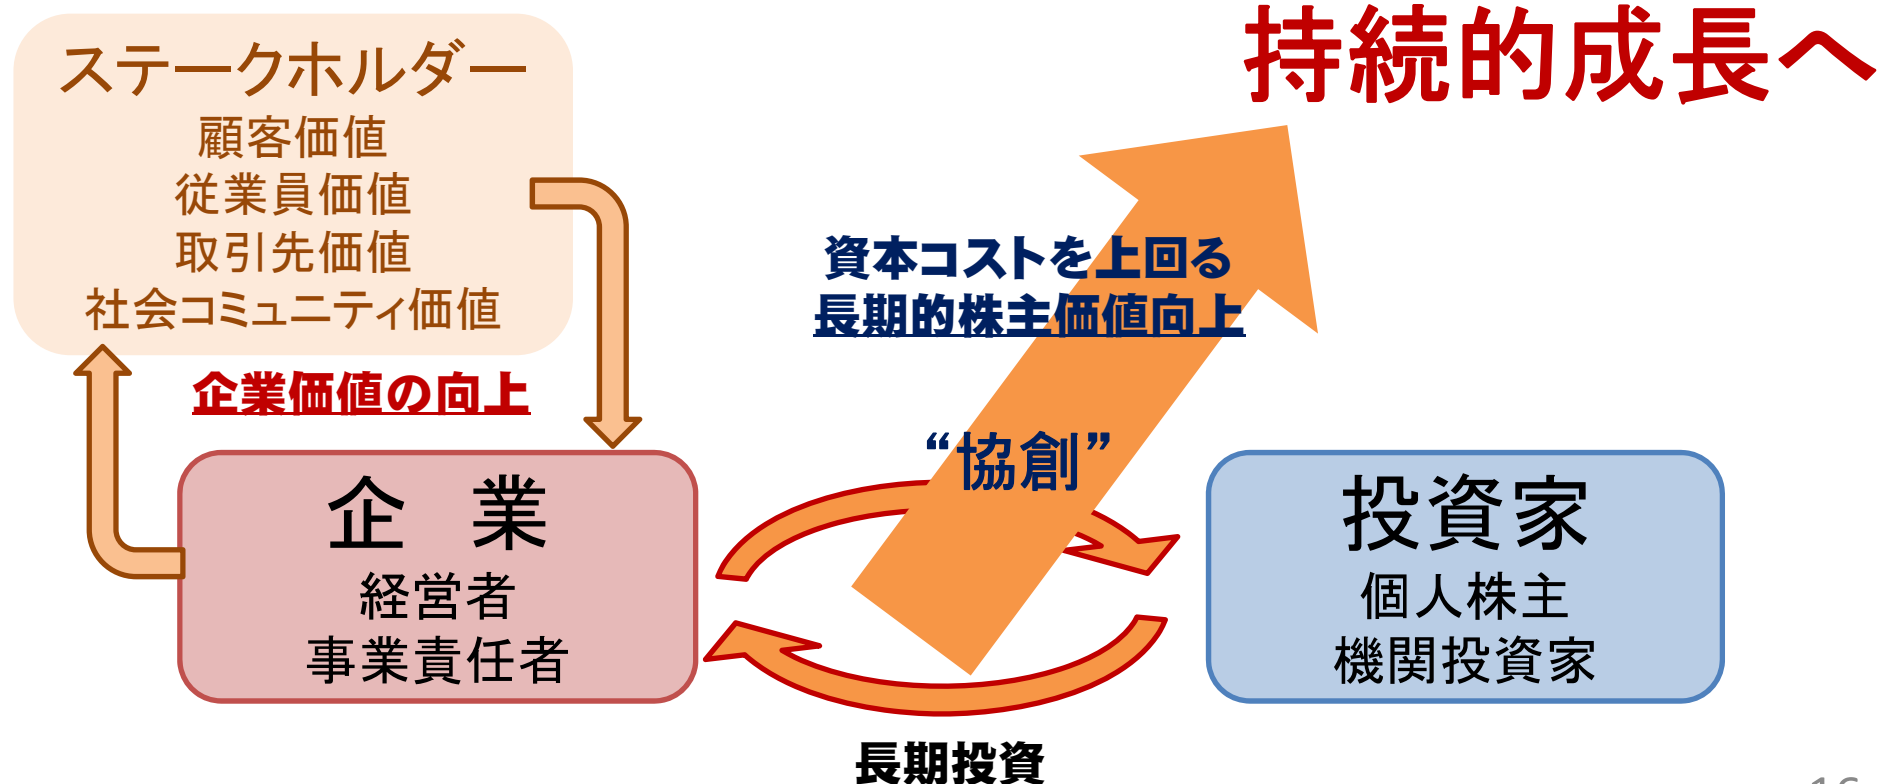 持続的成長へ
ステークホルダー
顧客価値
従業員価値
取引先価値
社会コミュニティ価値
企業価値の向上
資本コストを上回る
長期的株主価値向上
“協創”
企　業
経営者
事業責任者
投資家
個人株主
機関投資家
長期投資
16